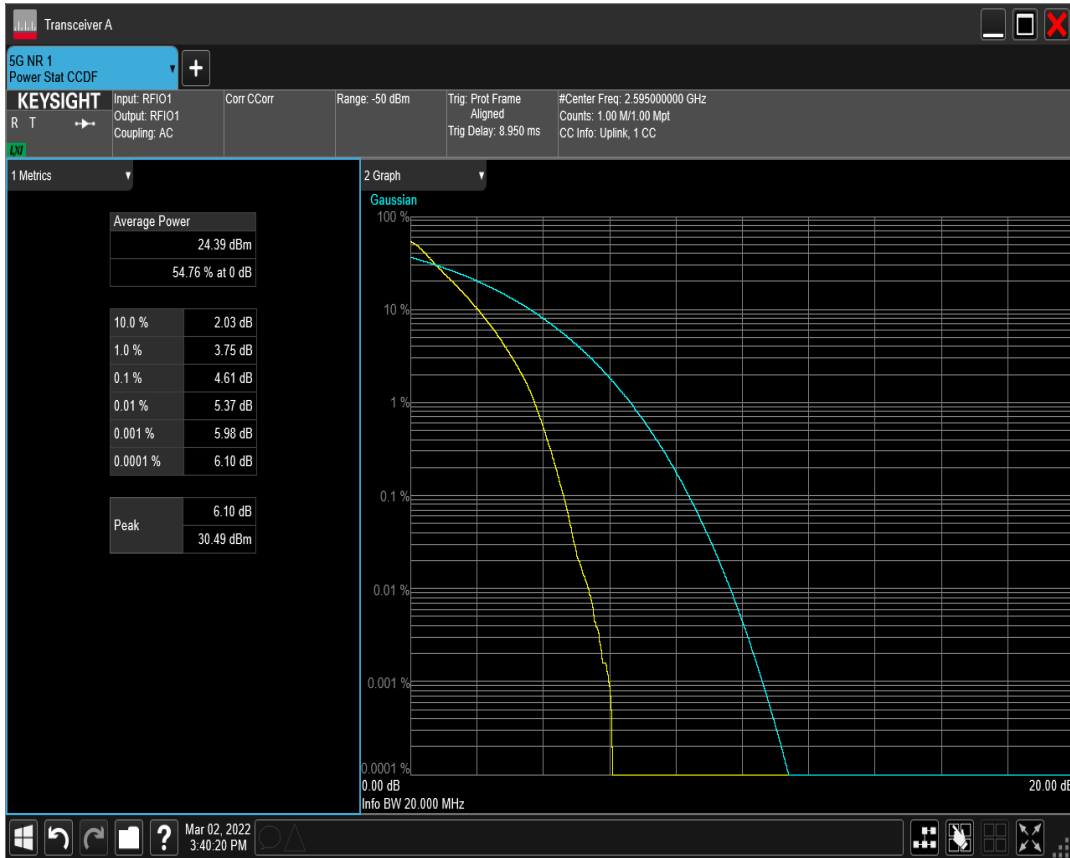 Transceiver A
5G NR 1
Power Stat CCDF
KEYSIGHT
R T
LXI
Input: RFIO1
Output: RFIO1
Coupling: AC
Corr CCorr
Range: -50 dBm
Trig: Prot Frame
Aligned
Trig Delay: 8.950 ms
#Center Freq: 2.595000000 GHz
Counts: 1.00 M/1.00 Mpt
CC Info: Uplink, 1 CC
1 Metrics
Average Power
24.39 dBm
54.76 % at 0 dB
10.0 % 2.03 dB
1.0 % 3.75 dB
0.1 % 4.61 dB
0.01 % 5.37 dB
0.001 % 5.98 dB
0.0001 % 6.10 dB
Peak
6.10 dB
30.49 dBm
2 Graph
Gaussian
100 %
10 %
1 %
0.1 %
0.01 %
0.001 %
0.0001 %
0.00 dB 20.00 dB
Info BW 20.000 MHz
?
Mar 02, 2022
3:40:20 PM